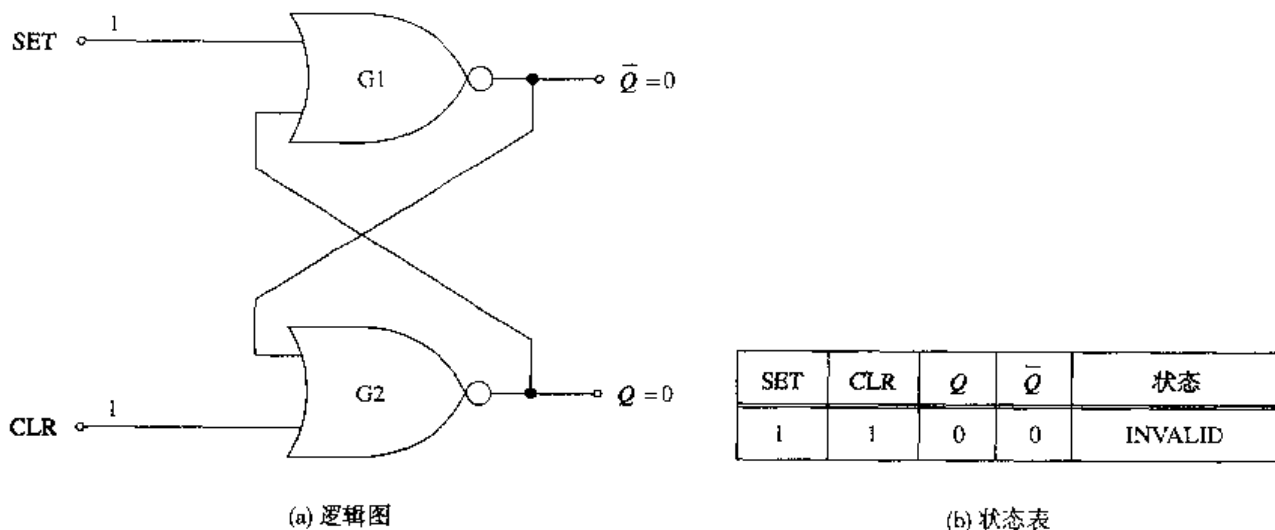 SET 1
G1
Q̄ = 0
G2
Q = 0
CLR 1
(a) 逻辑图
SET CLR Q Q̄ 状态
1 1 0 0 INVALID
(b) 状态表